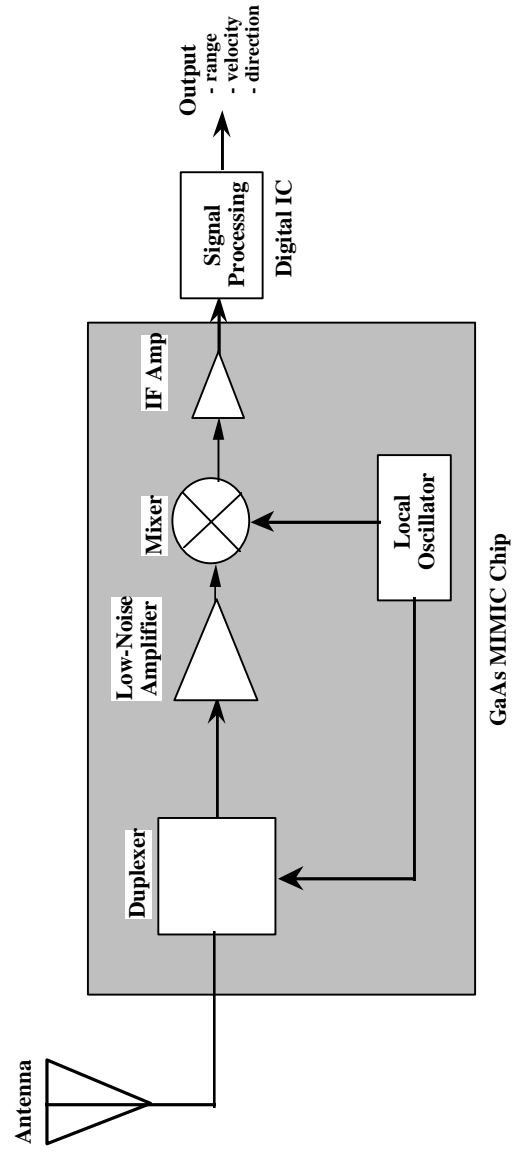 Antenna
Duplexer
Low-Noise
Amplifier
Mixer
IF Amp
Local
Oscillator
Signal
Processing
Digital IC
Output
- range
- velocity
- direction
GaAs MIMIC Chip